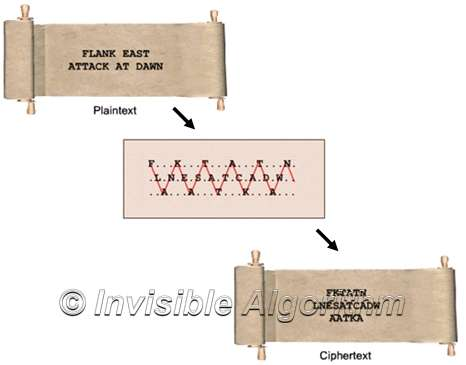 FLANK EAST
ATTACK AT DAWN
Plaintext
F...K...T...A...T...N
.L.N.E.S.A.T.C.A.D.W.
..A...A...T...K...A..
© Invisible Algorithm
FKTATN
LNESATCADW
AATKA
Ciphertext